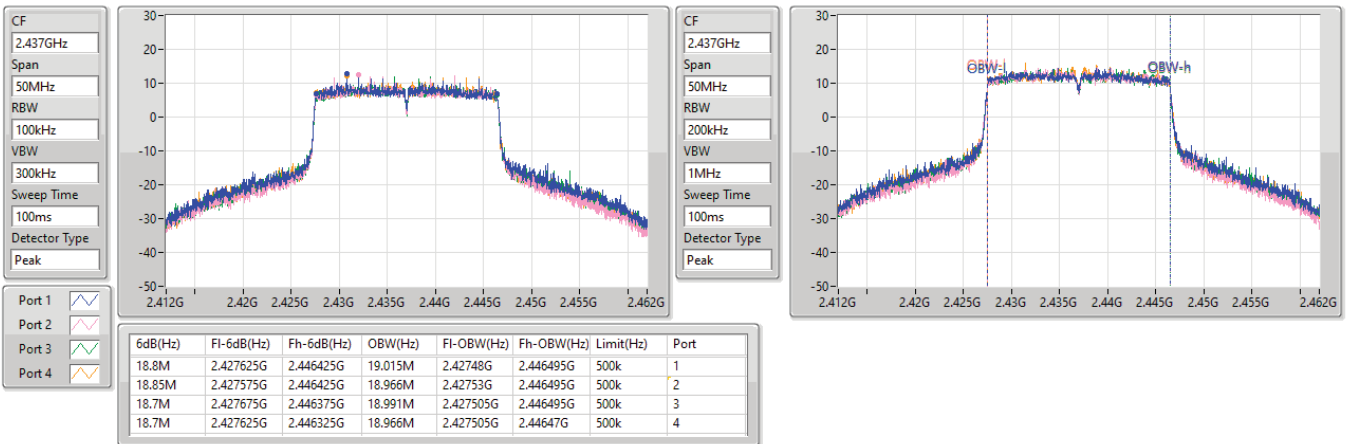 CF
2.437GHz
Span
50MHz
RBW
100kHz
VBW
300kHz
Sweep Time
100ms
Detector Type
Peak
30
20
10
0
-10
-20
-30
-40
-50
2.412G 2.42G 2.425G 2.43G 2.435G 2.44G 2.445G 2.45G 2.455G 2.462G
CF
2.437GHz
Span
50MHz
RBW
200kHz
VBW
1MHz
Sweep Time
100ms
Detector Type
Peak
30
20
10
0
-10
-20
-30
-40
-50
OBW-l OBW-h
2.412G 2.42G 2.425G 2.43G 2.435G 2.44G 2.445G 2.45G 2.455G 2.462G
Port 1
Port 2
Port 3
Port 4
6dB(Hz) Fl-6dB(Hz) Fh-6dB(Hz) OBW(Hz) Fl-OBW(Hz) Fh-OBW(Hz) Limit(Hz) Port
18.8M 2.427625G 2.446425G 19.015M 2.42748G 2.446495G 500k 1
18.85M 2.427575G 2.446425G 18.966M 2.42753G 2.446495G 500k 2
18.7M 2.427675G 2.446375G 18.991M 2.427505G 2.446495G 500k 3
18.7M 2.427625G 2.446325G 18.966M 2.427505G 2.44647G 500k 4